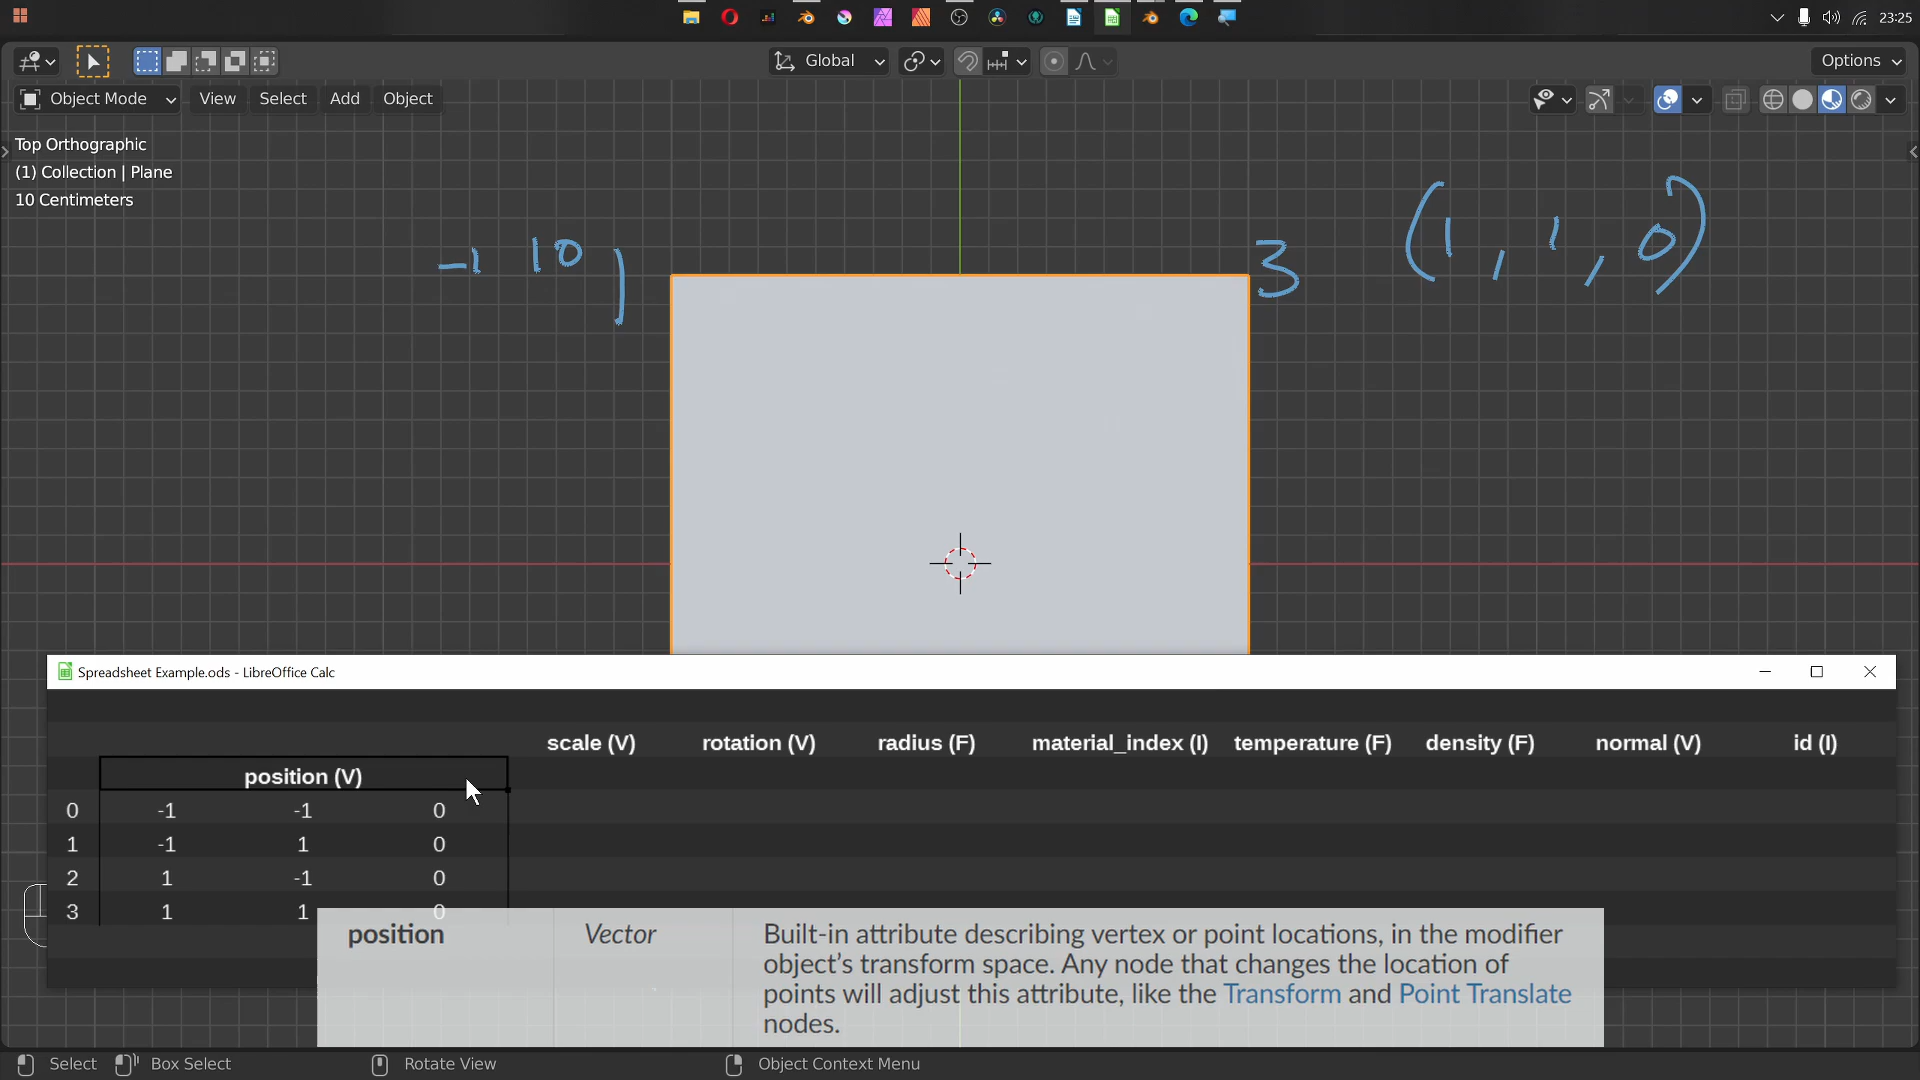 23:25
Global
Options
Object Mode View Select Add Object
Top Orthographic
(1) Collection | Plane
10 Centimeters
-1 10 1
3
(1, 1, 0)
Spreadsheet Example.ods - LibreOffice Calc
scale (V) rotation (V) radius (F) material_index (I) temperature (F) density (F) normal (V) id (I)
position (V)
0 -1 -1 0
1 -1 1 0
2 1 -1 0
3 1 1 0
position Vector Built-in attribute describing vertex or point locations, in the modifier
object's transform space. Any node that changes the location of
points will adjust this attribute, like the Transform and Point Translate
nodes.
Select Box Select Rotate View Object Context Menu